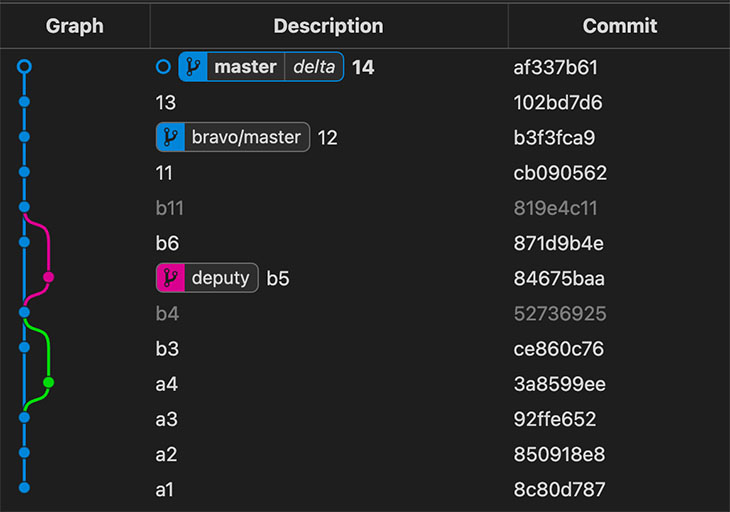 Graph Description Commit
master delta 14 af337b61
13 102bd7d6
bravo/master 12 b3f3fca9
11 cb090562
b11 819e4c11
b6 871d9b4e
deputy b5 84675baa
b4 52736925
b3 ce860c76
a4 3a8599ee
a3 92ffe652
a2 850918e8
a1 8c80d787